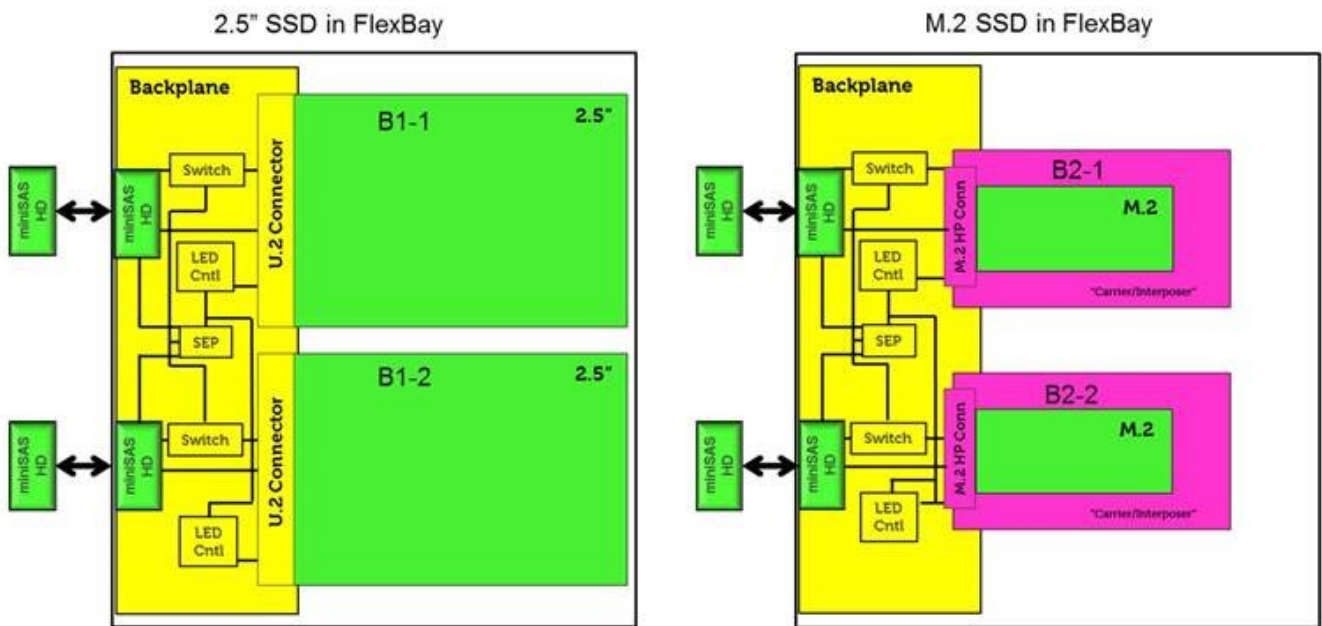 2.5” SSD in FlexBay
Backplane
B1-1
2.5”
Switch
miniSAS
HD
miniSAS
HD
U.2 Connector
LED
Cntl
SEP
B1-2
2.5”
Switch
miniSAS
HD
miniSAS
HD
U.2 Connector
LED
Cntl
M.2 SSD in FlexBay
Backplane
B2-1
Switch
M.2
miniSAS
HD
miniSAS
HD
M.2 HP Conn
LED
Cntl
"Carrier/Interposer"
SEP
B2-2
Switch
M.2
miniSAS
HD
miniSAS
HD
M.2 HP Conn
LED
Cntl
"Carrier/Interposer"